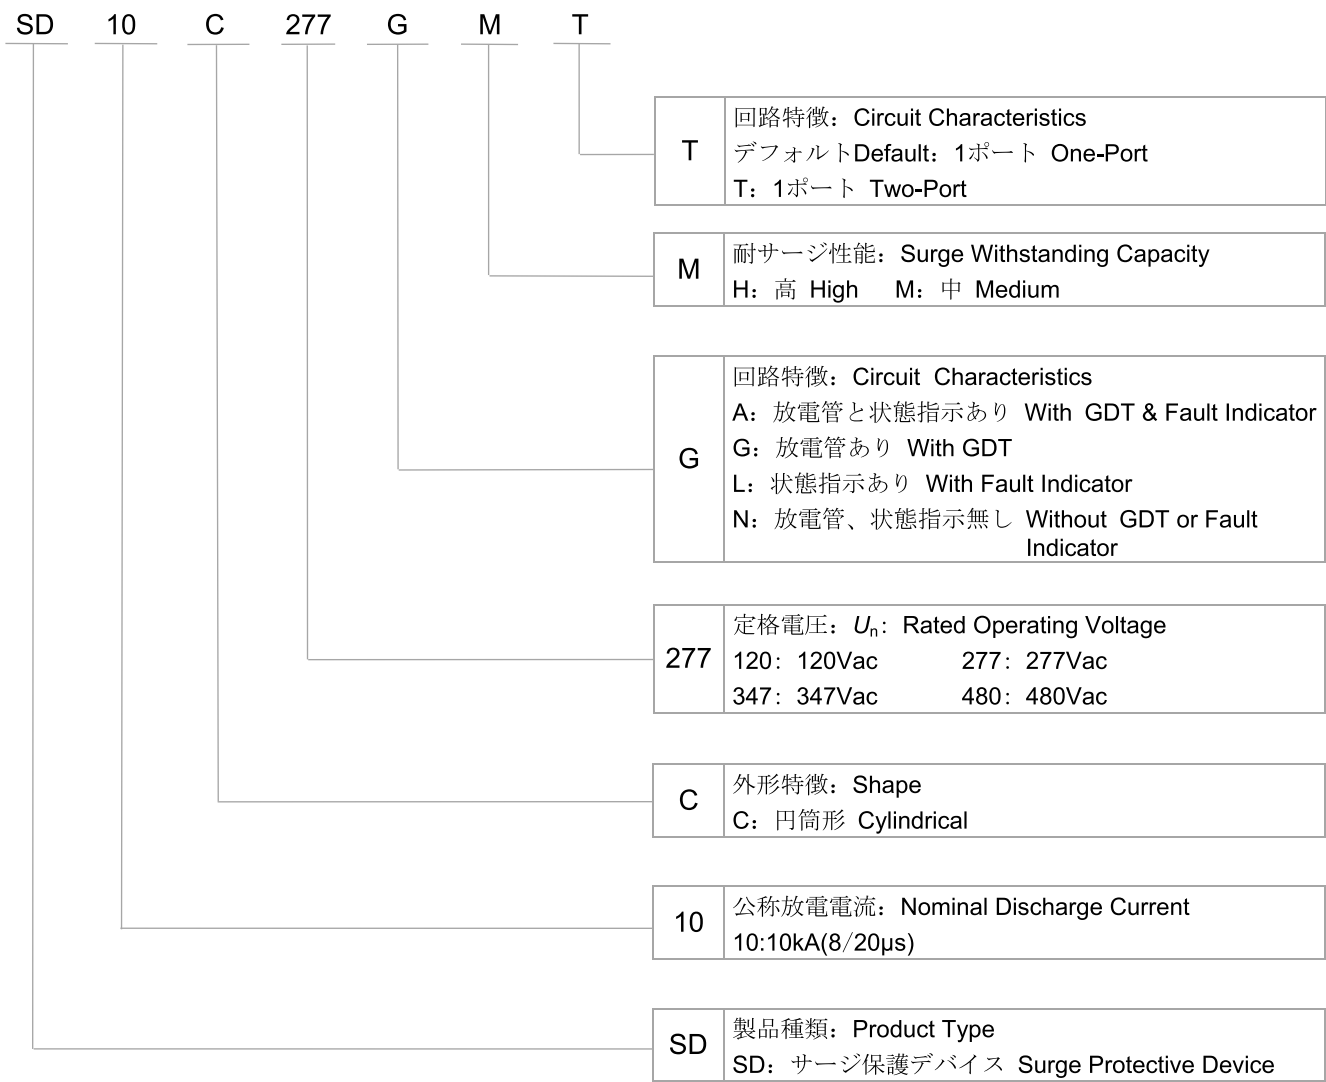 SD 10 C 277 G M T
T
回路特徴：Circuit Characteristics
デフォルトDefault：1ポート One-Port
T：1ポート Two-Port
M
耐サージ性能：Surge Withstanding Capacity
H：高 High M：中 Medium
G
回路特徴：Circuit Characteristics
A：放電管と状態指示あり With GDT & Fault Indicator
G：放電管あり With GDT
L：状態指示あり With Fault Indicator
N：放電管、状態指示無し Without GDT or Fault
Indicator
277
定格電圧：Un：Rated Operating Voltage
120：120Vac 277：277Vac
347：347Vac 480：480Vac
C
外形特徴：Shape
C：円筒形 Cylindrical
10
公称放電電流：Nominal Discharge Current
10:10kA(8/20μs)
SD
製品種類：Product Type
SD：サージ保護デバイス Surge Protective Device